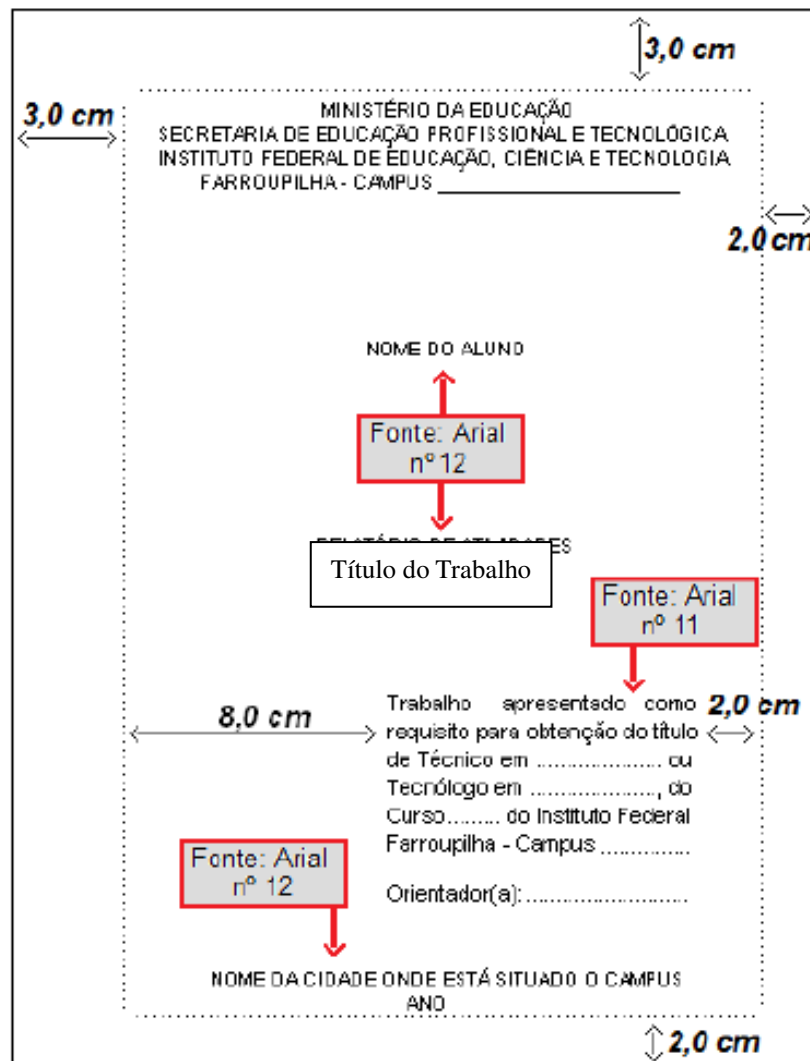 3,0 cm
3,0 cm
MINISTÉRIO DA EDUCAÇÃO
SECRETARIA DE EDUCAÇÃO PROFISSIONAL E TECNOLÓGICA
INSTITUTO FEDERAL DE EDUCAÇÃO, CIÊNCIA E TECNOLOGIA
FARROUPILHA - CAMPUS ____________________
2,0 cm
NOME DO ALUNO
Fonte: Arial
nº 12
Título do Trabalho
Fonte: Arial
nº 11
8,0 cm
Trabalho apresentado como
requisito para obtenção do título
de Técnico em ..................... ou
Tecnólogo em ....................., do
Curso......... do Instituto Federal
Farroupilha - Campus ...............
2,0 cm
Orientador(a):...........................
Fonte: Arial
nº 12
NOME DA CIDADE ONDE ESTÁ SITUADO O CAMPUS
ANO
2,0 cm